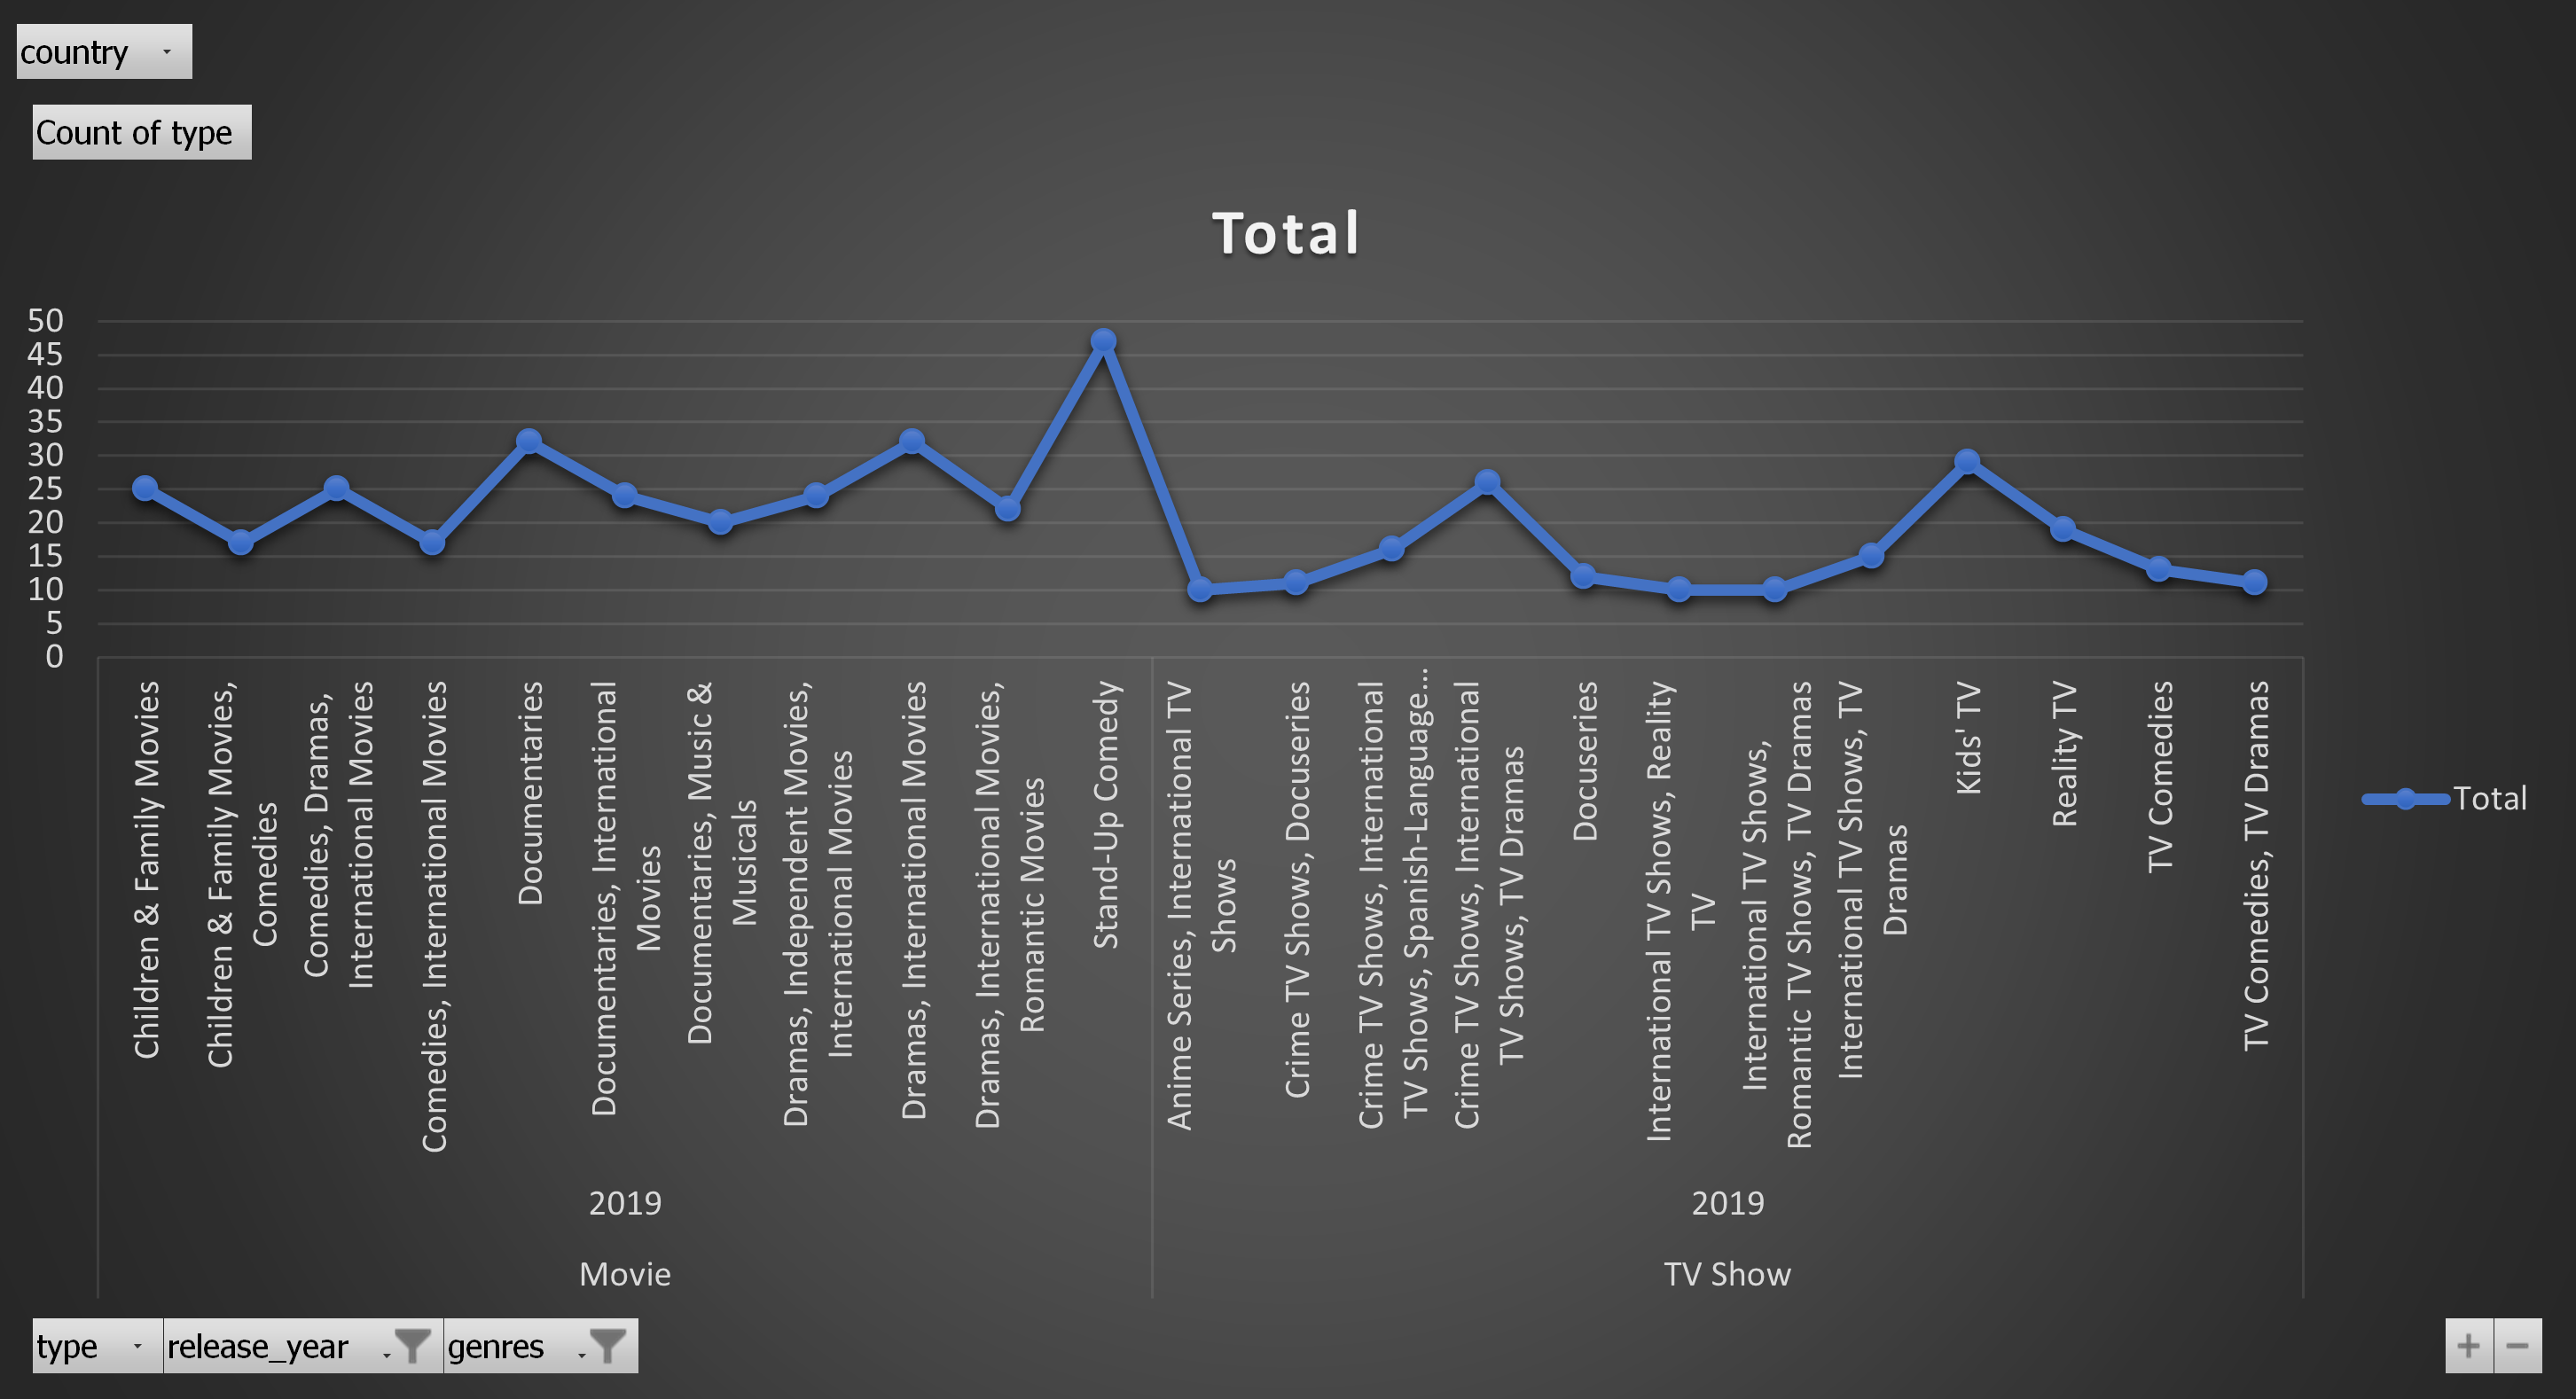 country
Count of type
Total
50
45
40
35
30
25
20
15
10
5
0
Children & Family Movies
Children & Family Movies,
Comedies
Comedies, Dramas,
International Movies
Comedies, International Movies
Documentaries
Documentaries, International
Movies
Documentaries, Music &
Musicals
Dramas, Independent Movies,
International Movies
Dramas, International Movies
Dramas, International Movies,
Romantic Movies
Stand-Up Comedy
Anime Series, International TV
Shows
Crime TV Shows, Docuseries
Crime TV Shows, International
TV Shows, Spanish-Language...
Crime TV Shows, International
TV Shows, TV Dramas
Docuseries
International TV Shows, Reality
TV
International TV Shows,
Romantic TV Shows, TV Dramas
International TV Shows, TV
Dramas
Kids' TV
Reality TV
TV Comedies
TV Comedies, TV Dramas
Total
2019
2019
Movie
TV Show
type
release_year
genres
+
−